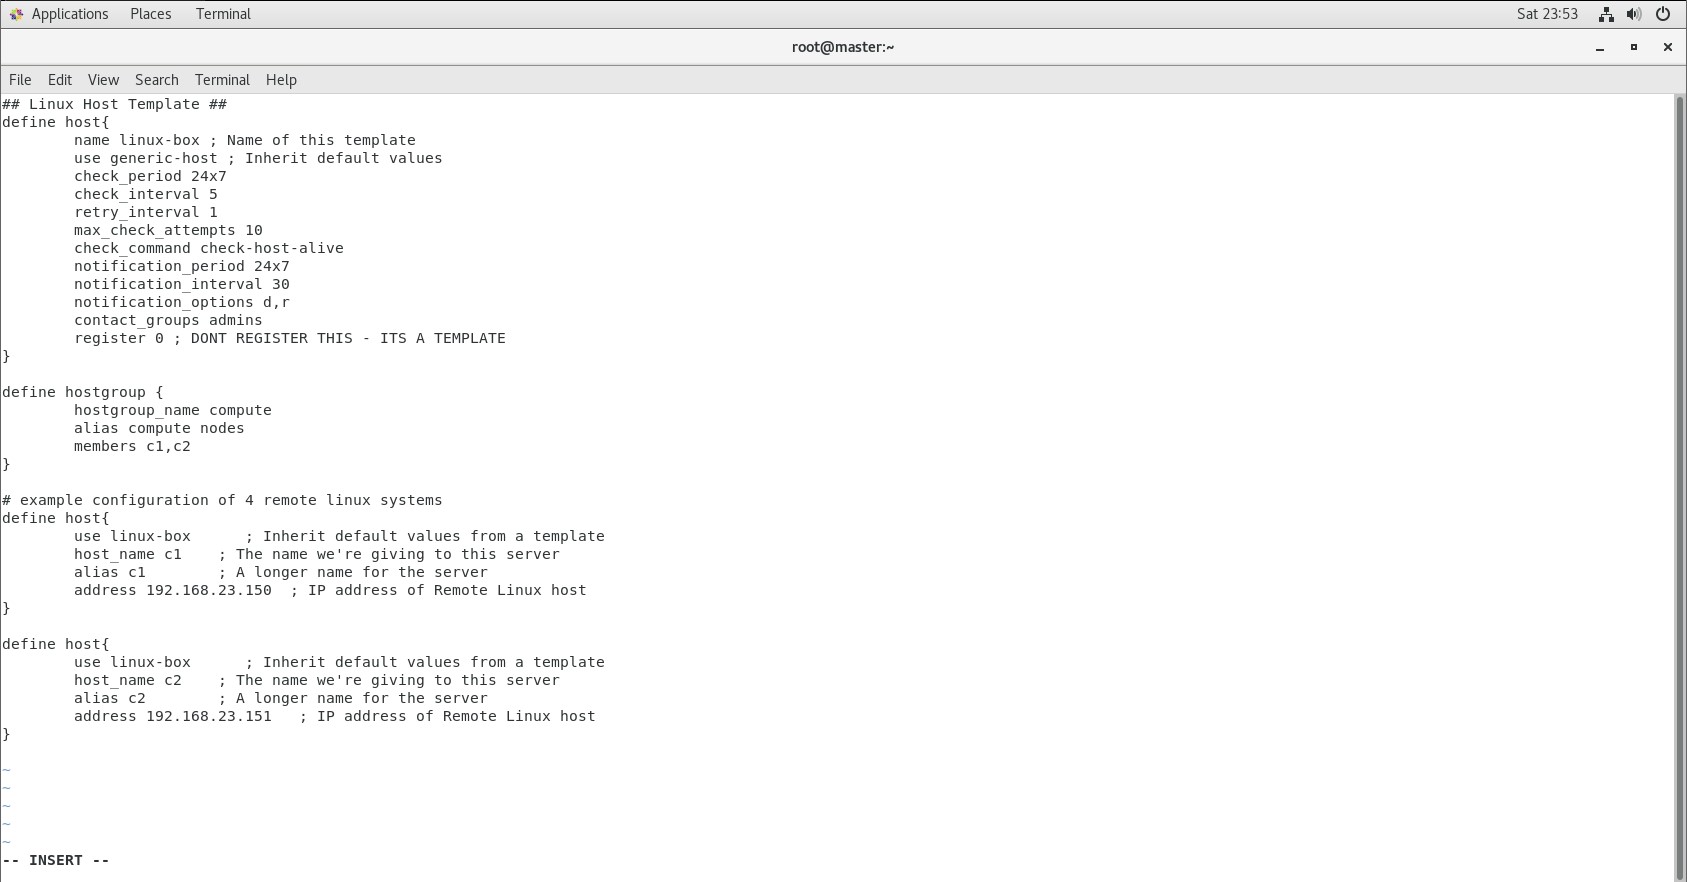 Applications Places Terminal Sat 23:53
root@master:~
File Edit View Search Terminal Help
## Linux Host Template ##
define host{
        name linux-box ; Name of this template
        use generic-host ; Inherit default values
        check_period 24x7
        check_interval 5
        retry_interval 1
        max_check_attempts 10
        check_command check-host-alive
        notification_period 24x7
        notification_interval 30
        notification_options d,r
        contact_groups admins
        register 0 ; DONT REGISTER THIS - ITS A TEMPLATE
}

define hostgroup {
        hostgroup_name compute
        alias compute nodes
        members c1,c2
}

# example configuration of 4 remote linux systems
define host{
        use linux-box      ; Inherit default values from a template
        host_name c1    ; The name we're giving to this server
        alias c1        ; A longer name for the server
        address 192.168.23.150  ; IP address of Remote Linux host
}

define host{
        use linux-box      ; Inherit default values from a template
        host_name c2    ; The name we're giving to this server
        alias c2        ; A longer name for the server
        address 192.168.23.151   ; IP address of Remote Linux host
}

~
~
~
~
~
-- INSERT --